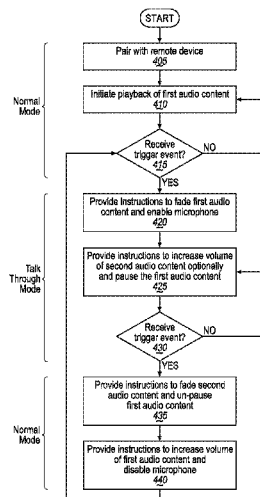 START
Pair with remote device
405
Initiate playback of first audio content
410
Normal
Mode
Receive
trigger event?
415
NO
YES
Provide instructions to fade first audio
content and enable microphone
420
Talk
Through
Mode
Provide instructions to increase volume
of second audio content optionally
and pause the first audio content
425
Receive
trigger event?
430
NO
YES
Provide instructions to fade second
audio content and un-pause
first audio content
435
Normal
Mode
Provide instructions to increase volume
of first audio content and
disable microphone
440